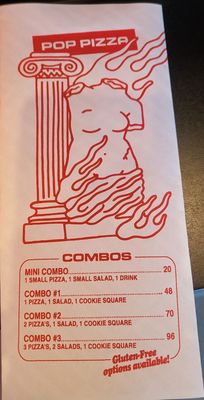 POP PIZZA
COMBOS
MINI COMBO 20
1 SMALL PIZZA, 1 SMALL SALAD, 1 DRINK
COMBO #1 48
1 PIZZA, 1 SALAD, 1 COOKIE SQUARE
COMBO #2 70
2 PIZZA'S, 1 SALAD, 1 COOKIE SQUARE
COMBO #3 96
3 PIZZA'S, 2 SALADS, 1 COOKIE SQUARE
Gluten-Free
options available!